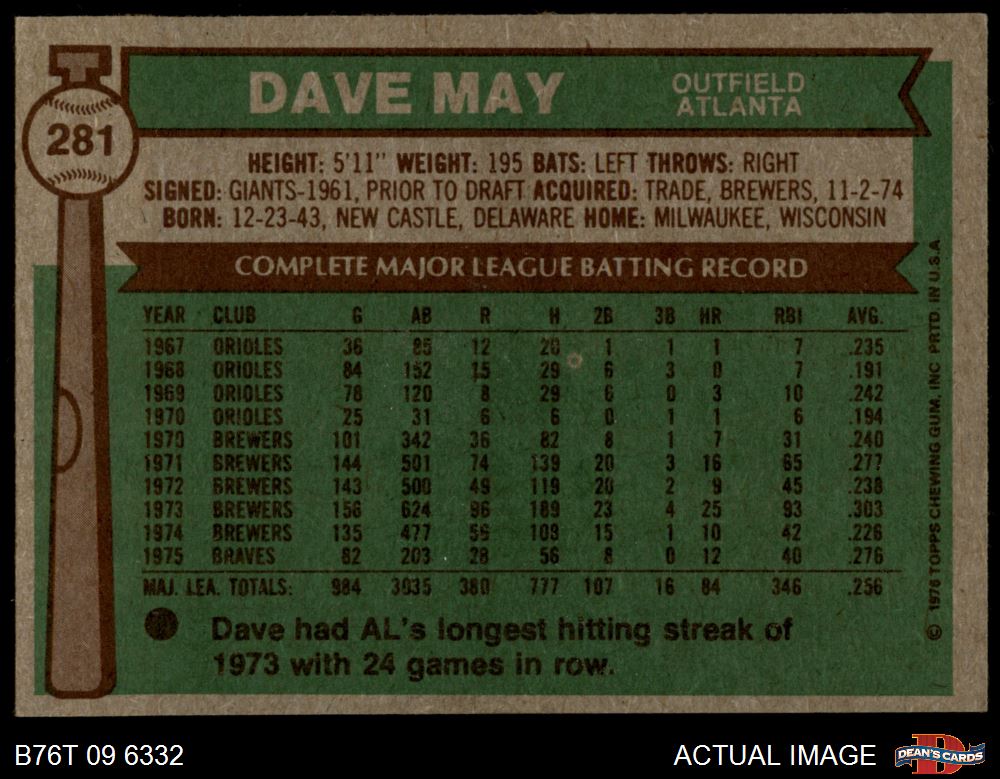 281
DAVE MAY
OUTFIELD
ATLANTA
HEIGHT: 5'11" WEIGHT: 195 BATS: LEFT THROWS: RIGHT
SIGNED: GIANTS-1961, PRIOR TO DRAFT ACQUIRED: TRADE, BREWERS, 11-2-74
BORN: 12-23-43, NEW CASTLE, DELAWARE HOME: MILWAUKEE, WISCONSIN
COMPLETE MAJOR LEAGUE BATTING RECORD
YEAR CLUB G AB R H 2B 3B HR RBI AVG.
1967 ORIOLES 36 85 12 20 1 1 1 7 .235
1968 ORIOLES 84 152 15 29 6 3 0 7 .191
1969 ORIOLES 78 120 8 29 6 0 3 10 .242
1970 ORIOLES 25 31 6 6 0 1 1 6 .194
1970 BREWERS 101 342 36 82 8 1 7 31 .240
1971 BREWERS 144 501 74 139 20 3 16 65 .277
1972 BREWERS 143 500 49 119 20 2 9 45 .238
1973 BREWERS 156 624 96 189 23 4 25 93 .303
1974 BREWERS 135 477 56 108 15 1 10 42 .226
1975 BRAVES 82 203 28 56 8 0 12 40 .276
MAJ. LEA. TOTALS: 984 3035 380 777 107 16 84 346 .256
Dave had AL's longest hitting streak of
1973 with 24 games in row.
© 1976 TOPPS CHEWING GUM, INC PRTD. IN U.S.A
B76T 09 6332
ACTUAL IMAGE
D
DEAN'S CARDS